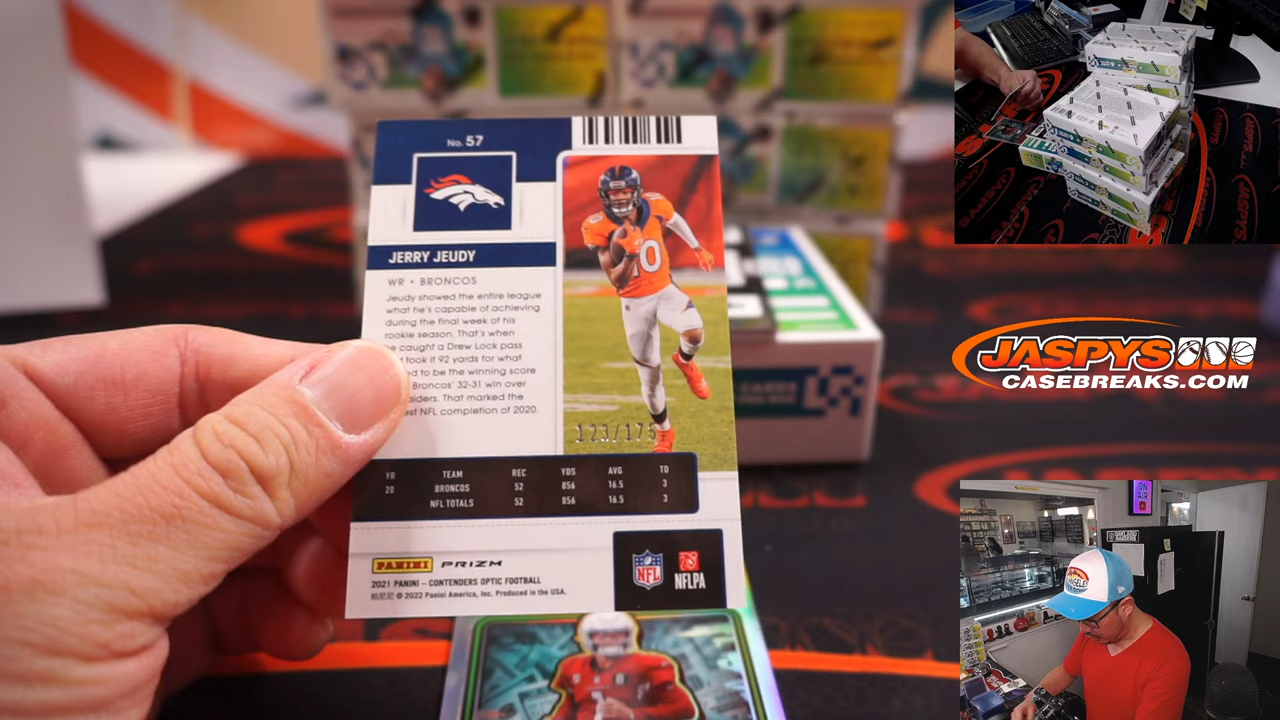 No. 57
JERRY JEUDY
WR • BRONCOS
Jeudy showed the entire league
what he's capable of achieving
during the final week of his
rookie season. That's when
caught a Drew Lock pass
took it 92 yards for what
to be the winning score
Broncos' 32-31 win over
That marked the
NFL completion of 2020.
10
123/175
YR TEAM REC YDS AVG TD
20 BRONCOS 52 856 16.5 3
NFL TOTALS 52 856 16.5 3
PANINI PRIZM
2021 PANINI – CONTENDERS OPTIC FOOTBALL
© 2022 Panini America, Inc. Produced in the USA.
NFL
NFLPA
JASPYS
CASEBREAKS.COM
ON
AIR
OAKLAND RAIDERS